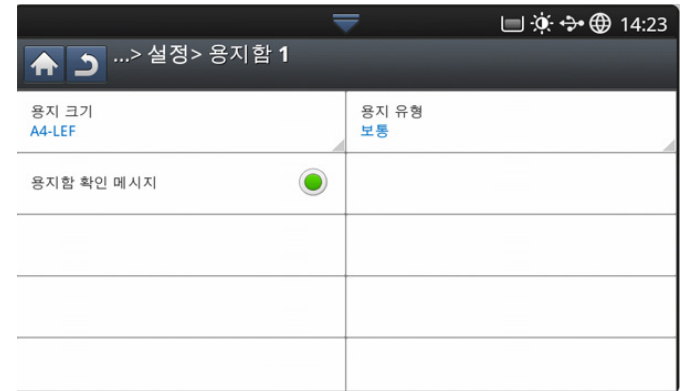 14:23
...> 설정> 용지함 1
용지 크기
A4-LEF
용지 유형
보통
용지함 확인 메시지